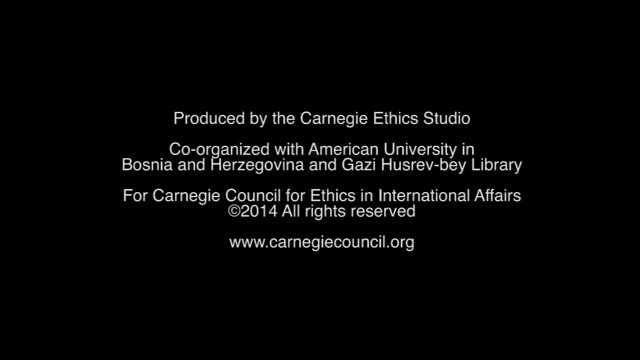 Produced by the Carnegie Ethics Studio
Co-organized with American University in
Bosnia and Herzegovina and Gazi Husrev-bey Library
For Carnegie Council for Ethics in International Affairs
©2014 All rights reserved
www.carnegiecouncil.org